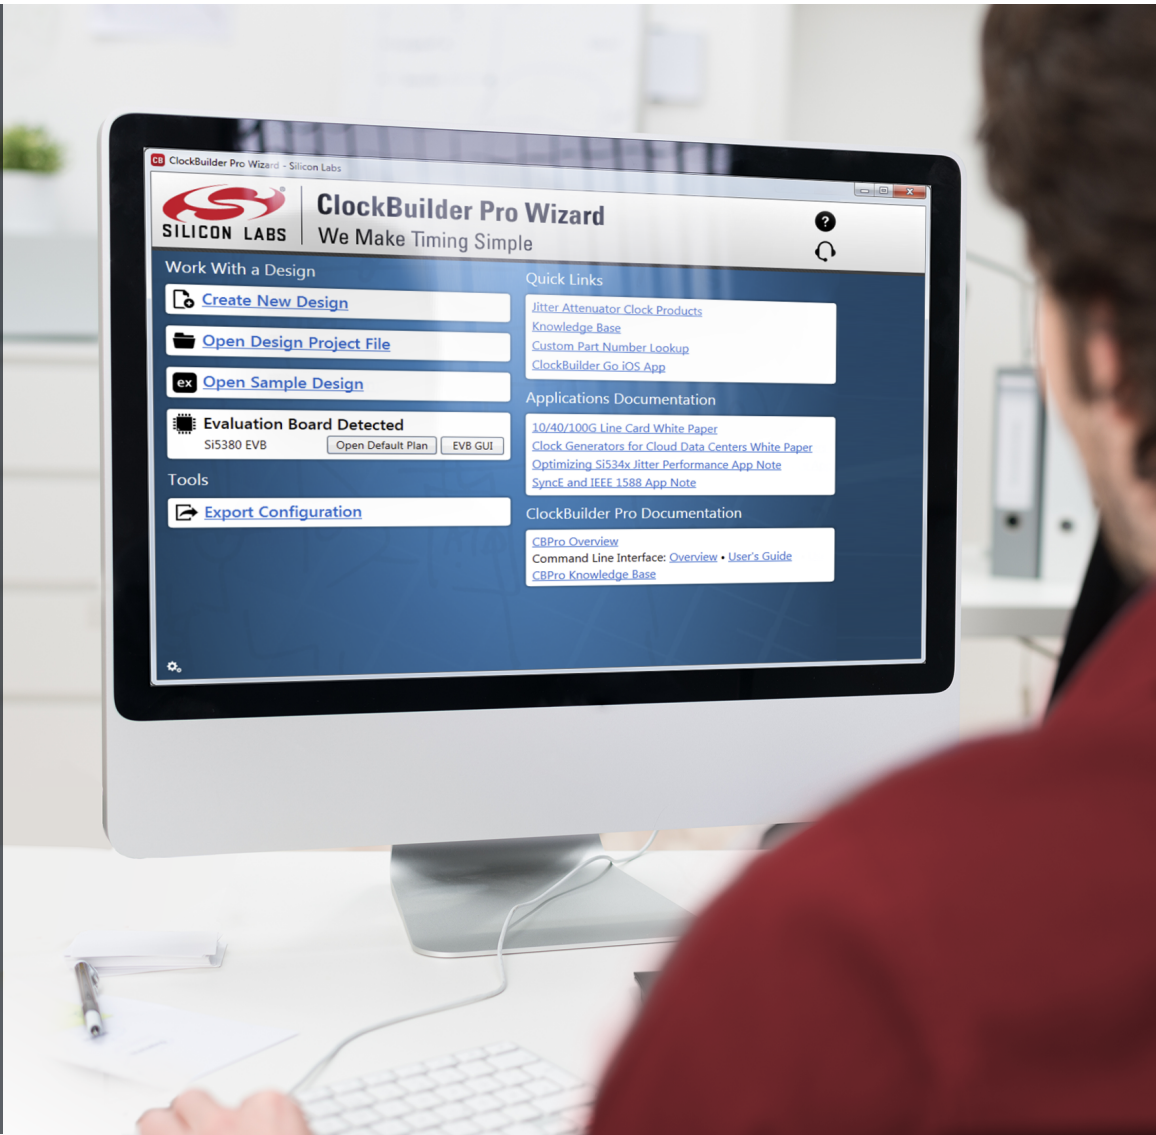 CB ClockBuilder Pro Wizard - Silicon Labs
SILICON LABS
®
ClockBuilder Pro Wizard
We Make Timing Simple
?
Work With a Design
Create New Design
Open Design Project File
ex Open Sample Design
Evaluation Board Detected
Si5380 EVB Open Default Plan EVB GUI
Tools
Export Configuration
Quick Links
Jitter Attenuator Clock Products
Knowledge Base
Custom Part Number Lookup
ClockBuilder Go iOS App
Applications Documentation
10/40/100G Line Card White Paper
Clock Generators for Cloud Data Centers White Paper
Optimizing Si534x Jitter Performance App Note
SyncE and IEEE 1588 App Note
ClockBuilder Pro Documentation
CBPro Overview
Command Line Interface: Overview • User's Guide
CBPro Knowledge Base